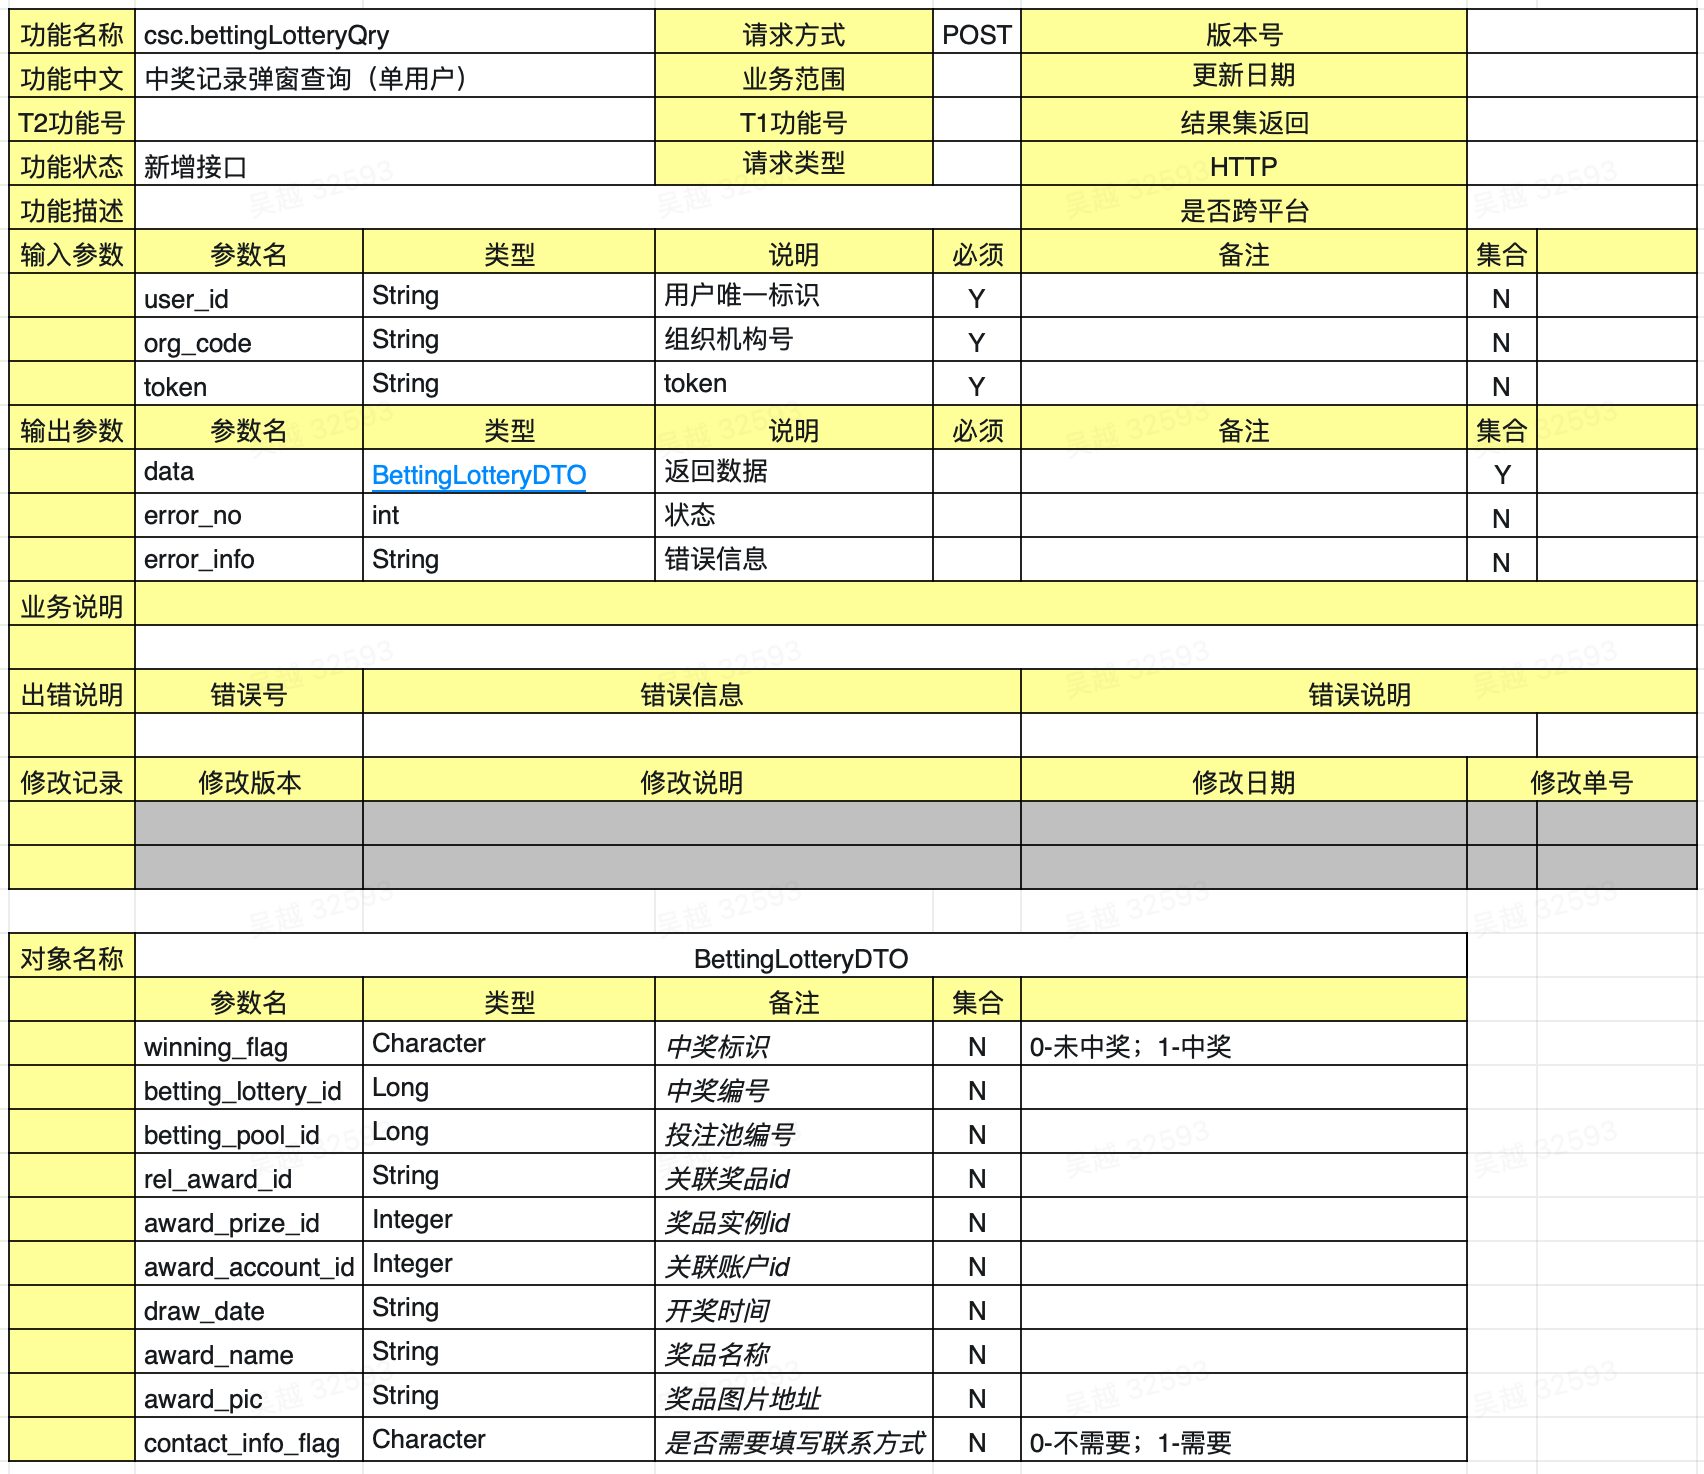 功能名称 csc.bettingLotteryQry 请求方式 POST 版本号
功能中文 中奖记录弹窗查询（单用户） 业务范围 更新日期
T2功能号 T1功能号 结果集返回
功能状态 新增接口 请求类型 HTTP
功能描述 是否跨平台
输入参数 参数名 类型 说明 必须 备注 集合
user_id String 用户唯一标识 Y N
org_code String 组织机构号 Y N
token String token Y N
输出参数 参数名 类型 说明 必须 备注 集合
data BettingLotteryDTO 返回数据 Y
error_no int 状态 N
error_info String 错误信息 N
业务说明
出错说明 错误号 错误信息 错误说明
修改记录 修改版本 修改说明 修改日期 修改单号
对象名称 BettingLotteryDTO
参数名 类型 备注 集合
winning_flag Character 中奖标识 N 0-未中奖；1-中奖
betting_lottery_id Long 中奖编号 N
betting_pool_id Long 投注池编号 N
rel_award_id String 关联奖品id N
award_prize_id Integer 奖品实例id N
award_account_id Integer 关联账户id N
draw_date String 开奖时间 N
award_name String 奖品名称 N
award_pic String 奖品图片地址 N
contact_info_flag Character 是否需要填写联系方式 N 0-不需要；1-需要
吴越 32593